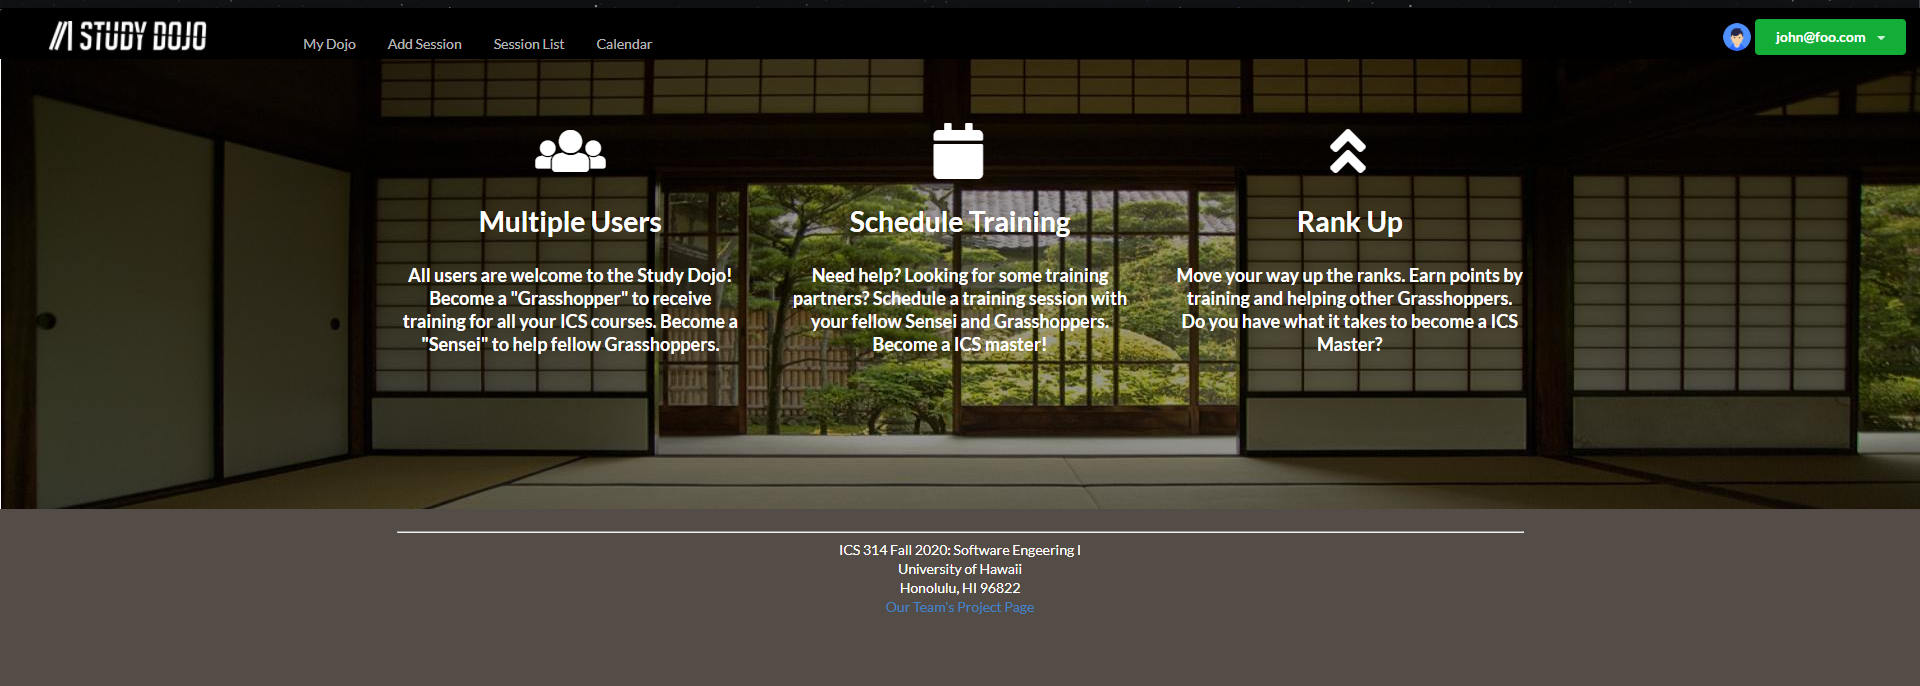 STUDY DOJO
My Dojo
Add Session
Session List
Calendar
john@foo.com
Multiple Users
All users are welcome to the Study Dojo!
Become a "Grasshopper" to receive
training for all your ICS courses. Become a
"Sensei" to help fellow Grasshoppers.
Schedule Training
Need help? Looking for some training
partners? Schedule a training session with
your fellow Sensei and Grasshoppers.
Become a ICS master!
Rank Up
Move your way up the ranks. Earn points by
training and helping other Grasshoppers.
Do you have what it takes to become a ICS
Master?
ICS 314 Fall 2020: Software Engeering I
University of Hawaii
Honolulu, HI 96822
Our Team's Project Page